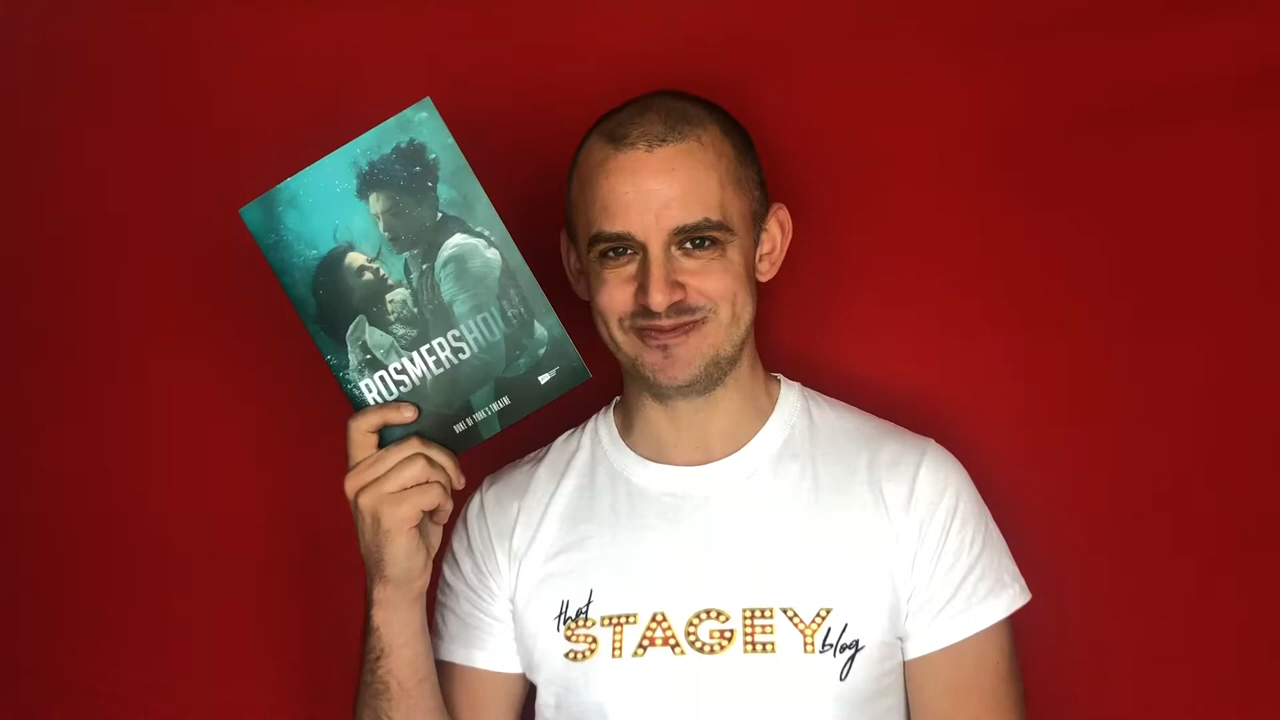 ROSMERSHOLM
DUKE OF YORK'S THEATRE
that
STAGEY
blog